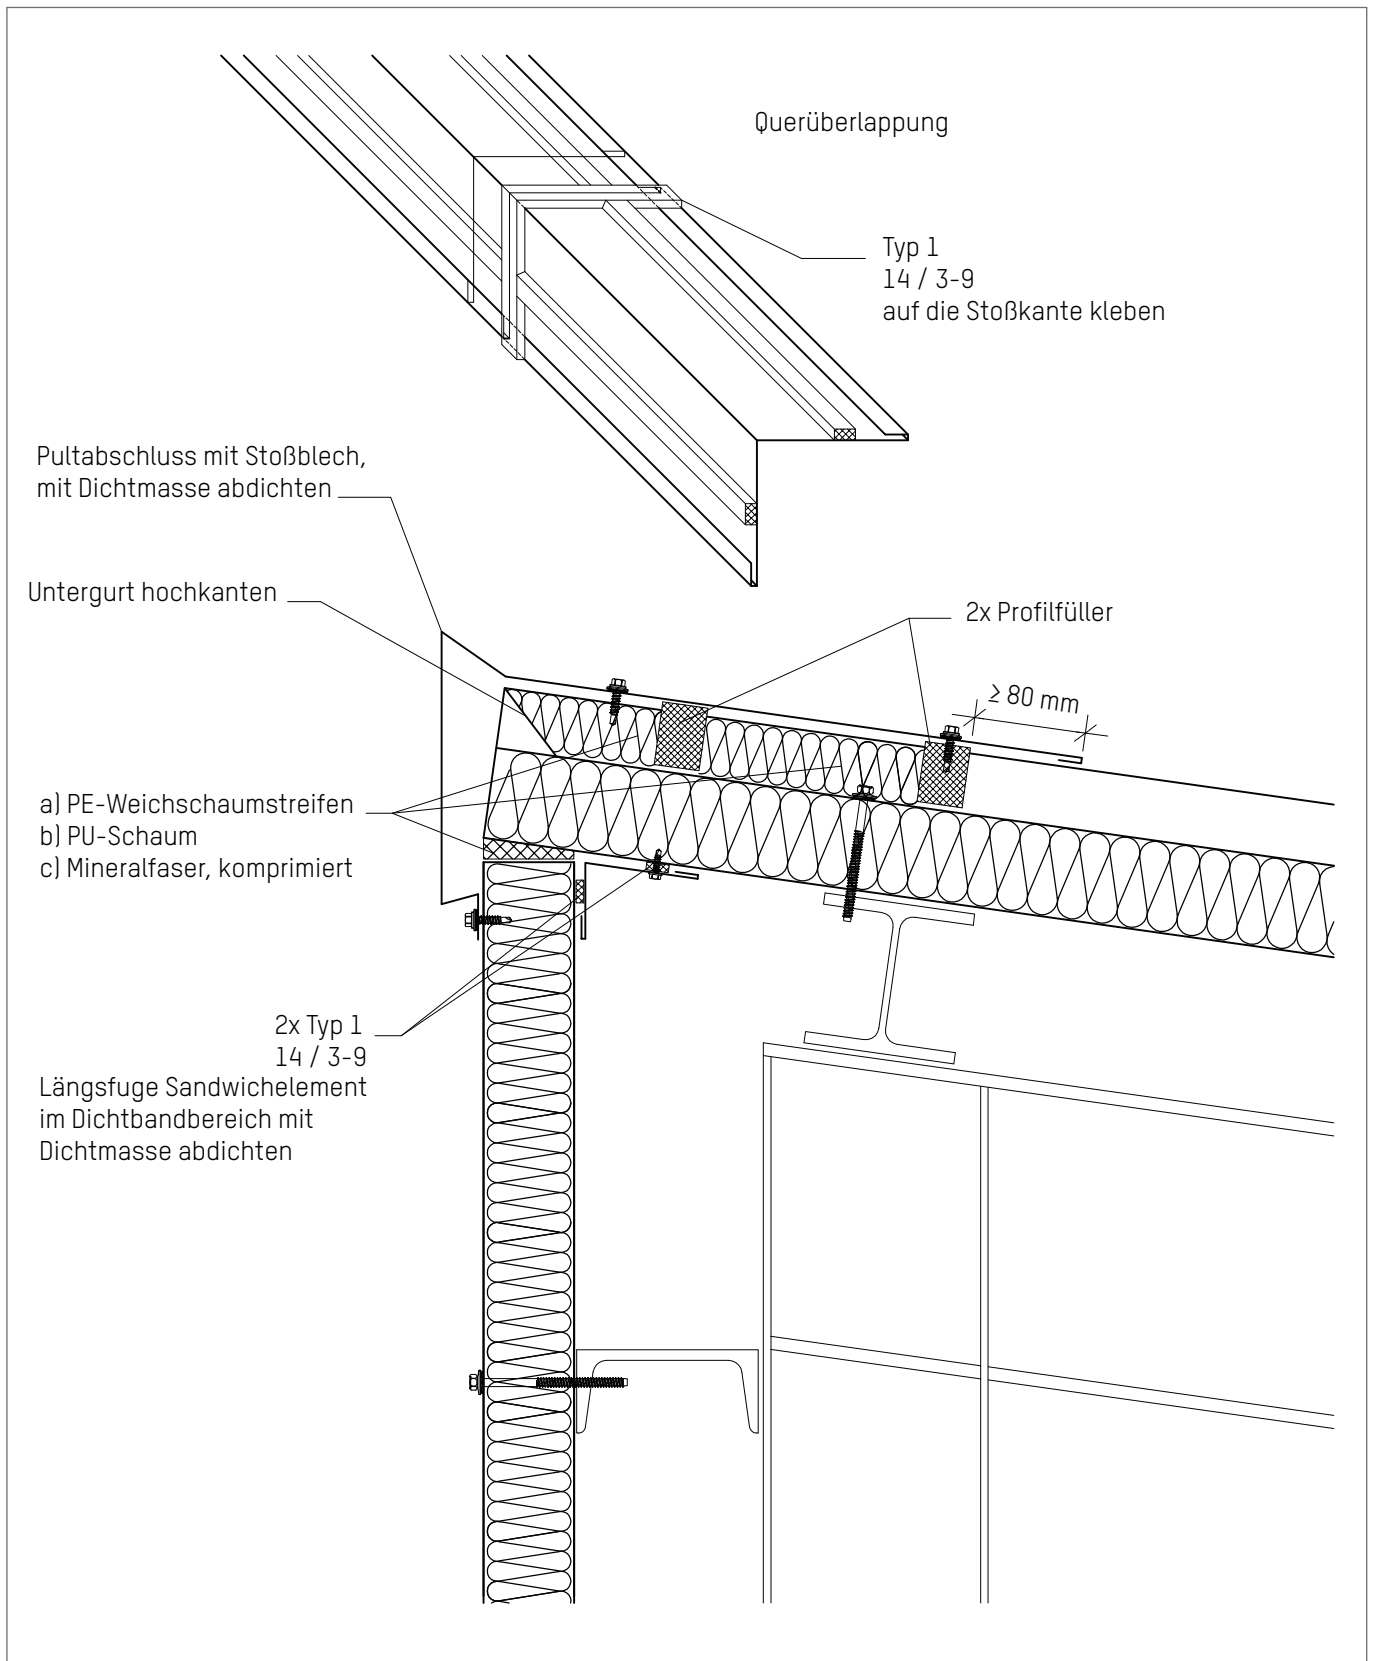 Querüberlappung
Typ 1
14 / 3-9
auf die Stoßkante kleben
Pultabschluss mit Stoßblech,
mit Dichtmasse abdichten
Untergurt hochkanten
2x Profilfüller
≥ 80 mm
a) PE-Weichschaumstreifen
b) PU-Schaum
c) Mineralfaser, komprimiert
2x Typ 1
14 / 3-9
Längsfuge Sandwichelement
im Dichtbandbereich mit
Dichtmasse abdichten